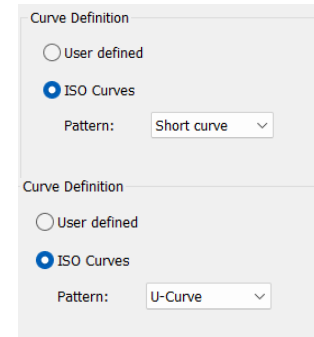 Curve Definition
User defined
ISO Curves
Pattern: Short curve
Curve Definition
User defined
ISO Curves
Pattern: U-Curve